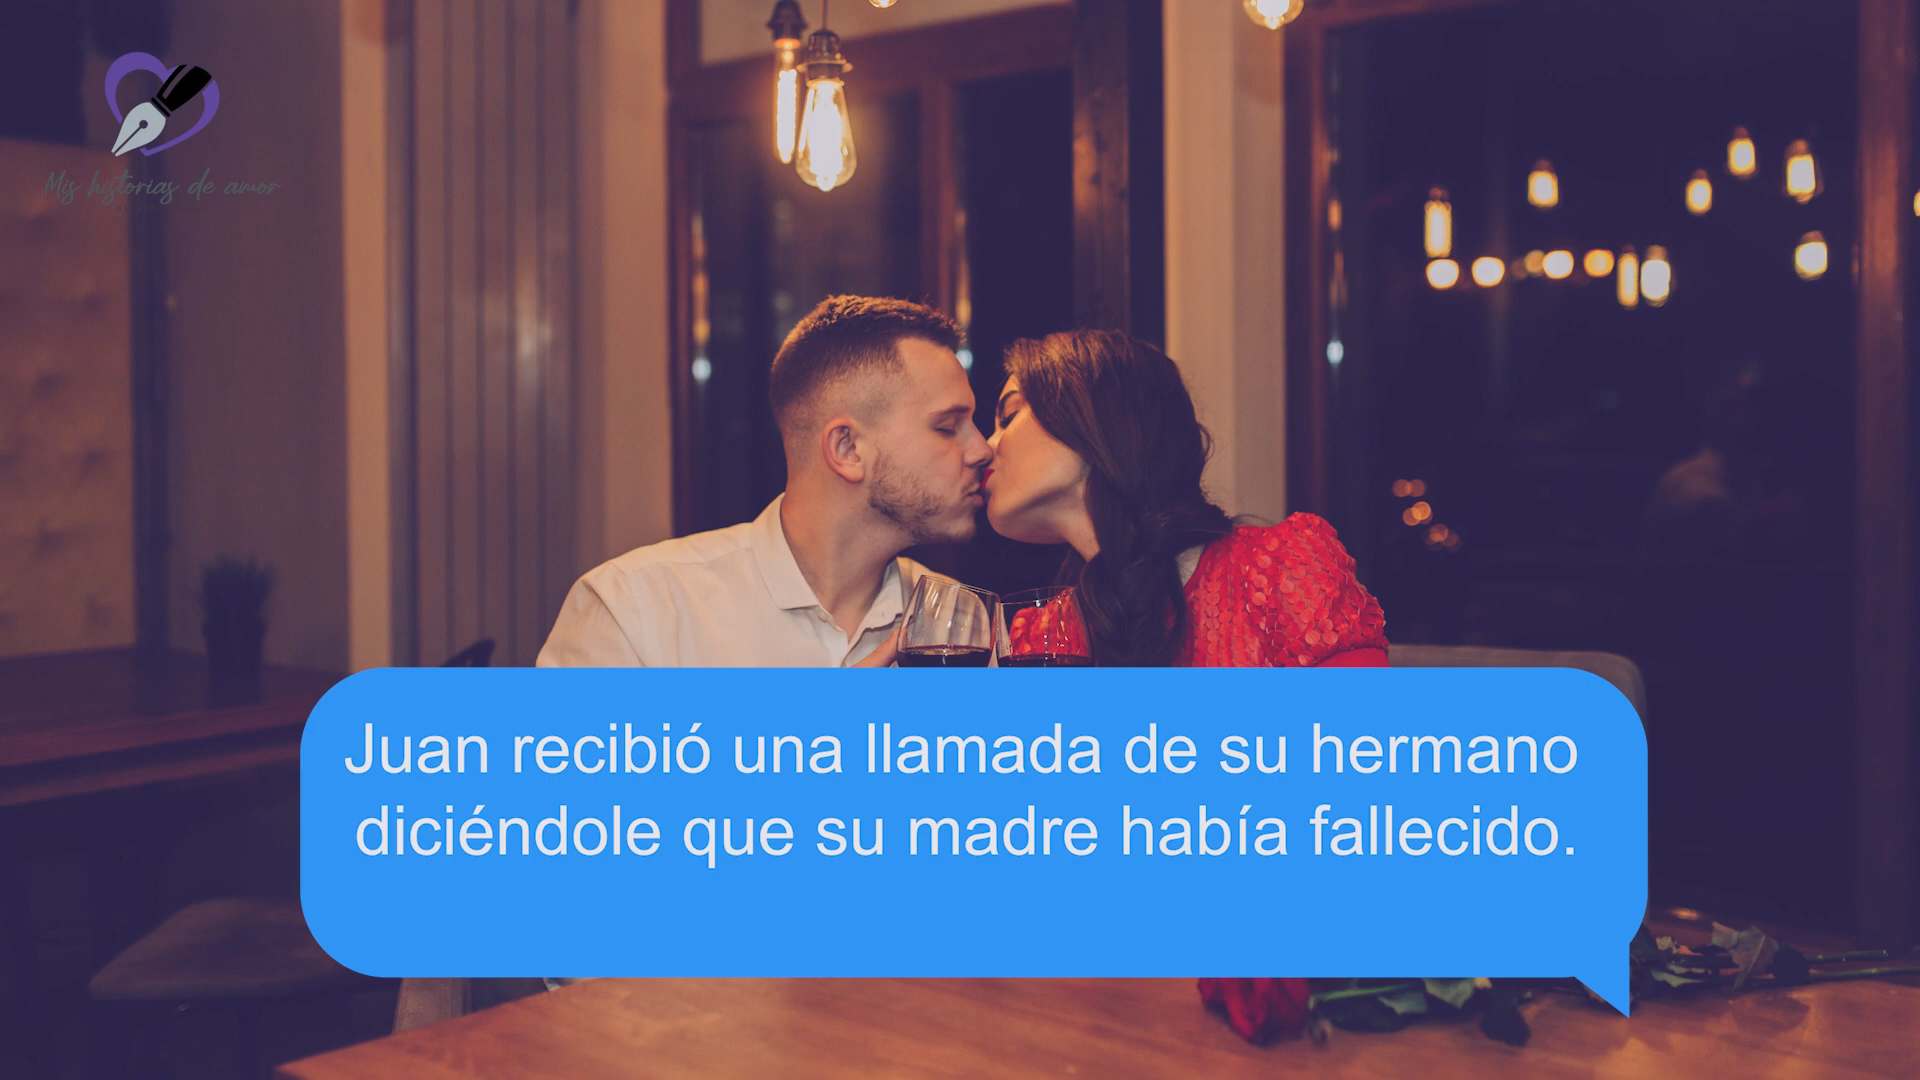 Mis historias de amor
Juan recibió una llamada de su hermano
diciéndole que su madre había fallecido.